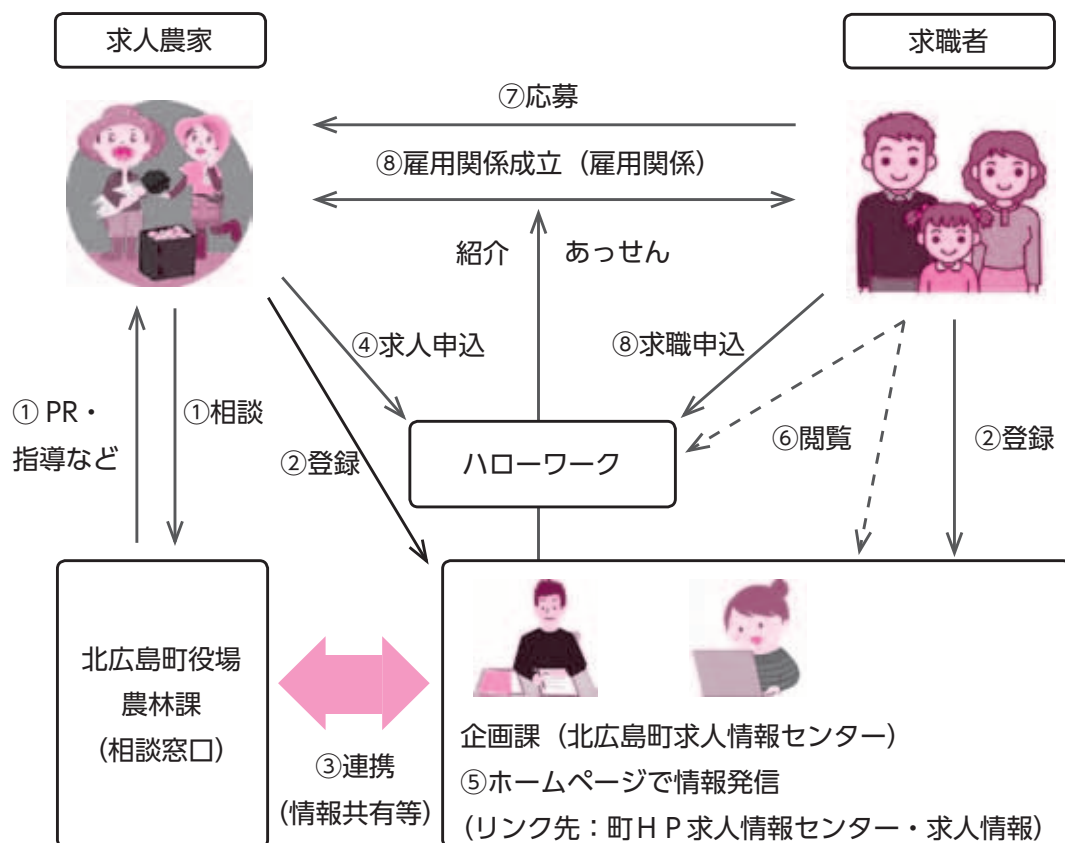 求人農家
求職者
⑦応募
⑧雇用関係成立（雇用関係）
紹介
あっせん
④求人申込
⑧求職申込
① PR・
指導など
①相談
②登録
ハローワーク
⑥閲覧
②登録
北広島町役場
農林課
(相談窓口)
③連携
(情報共有等)
企画課（北広島町求人情報センター）
⑤ホームページで情報発信
(リンク先：町ＨＰ求人情報センター・求人情報)